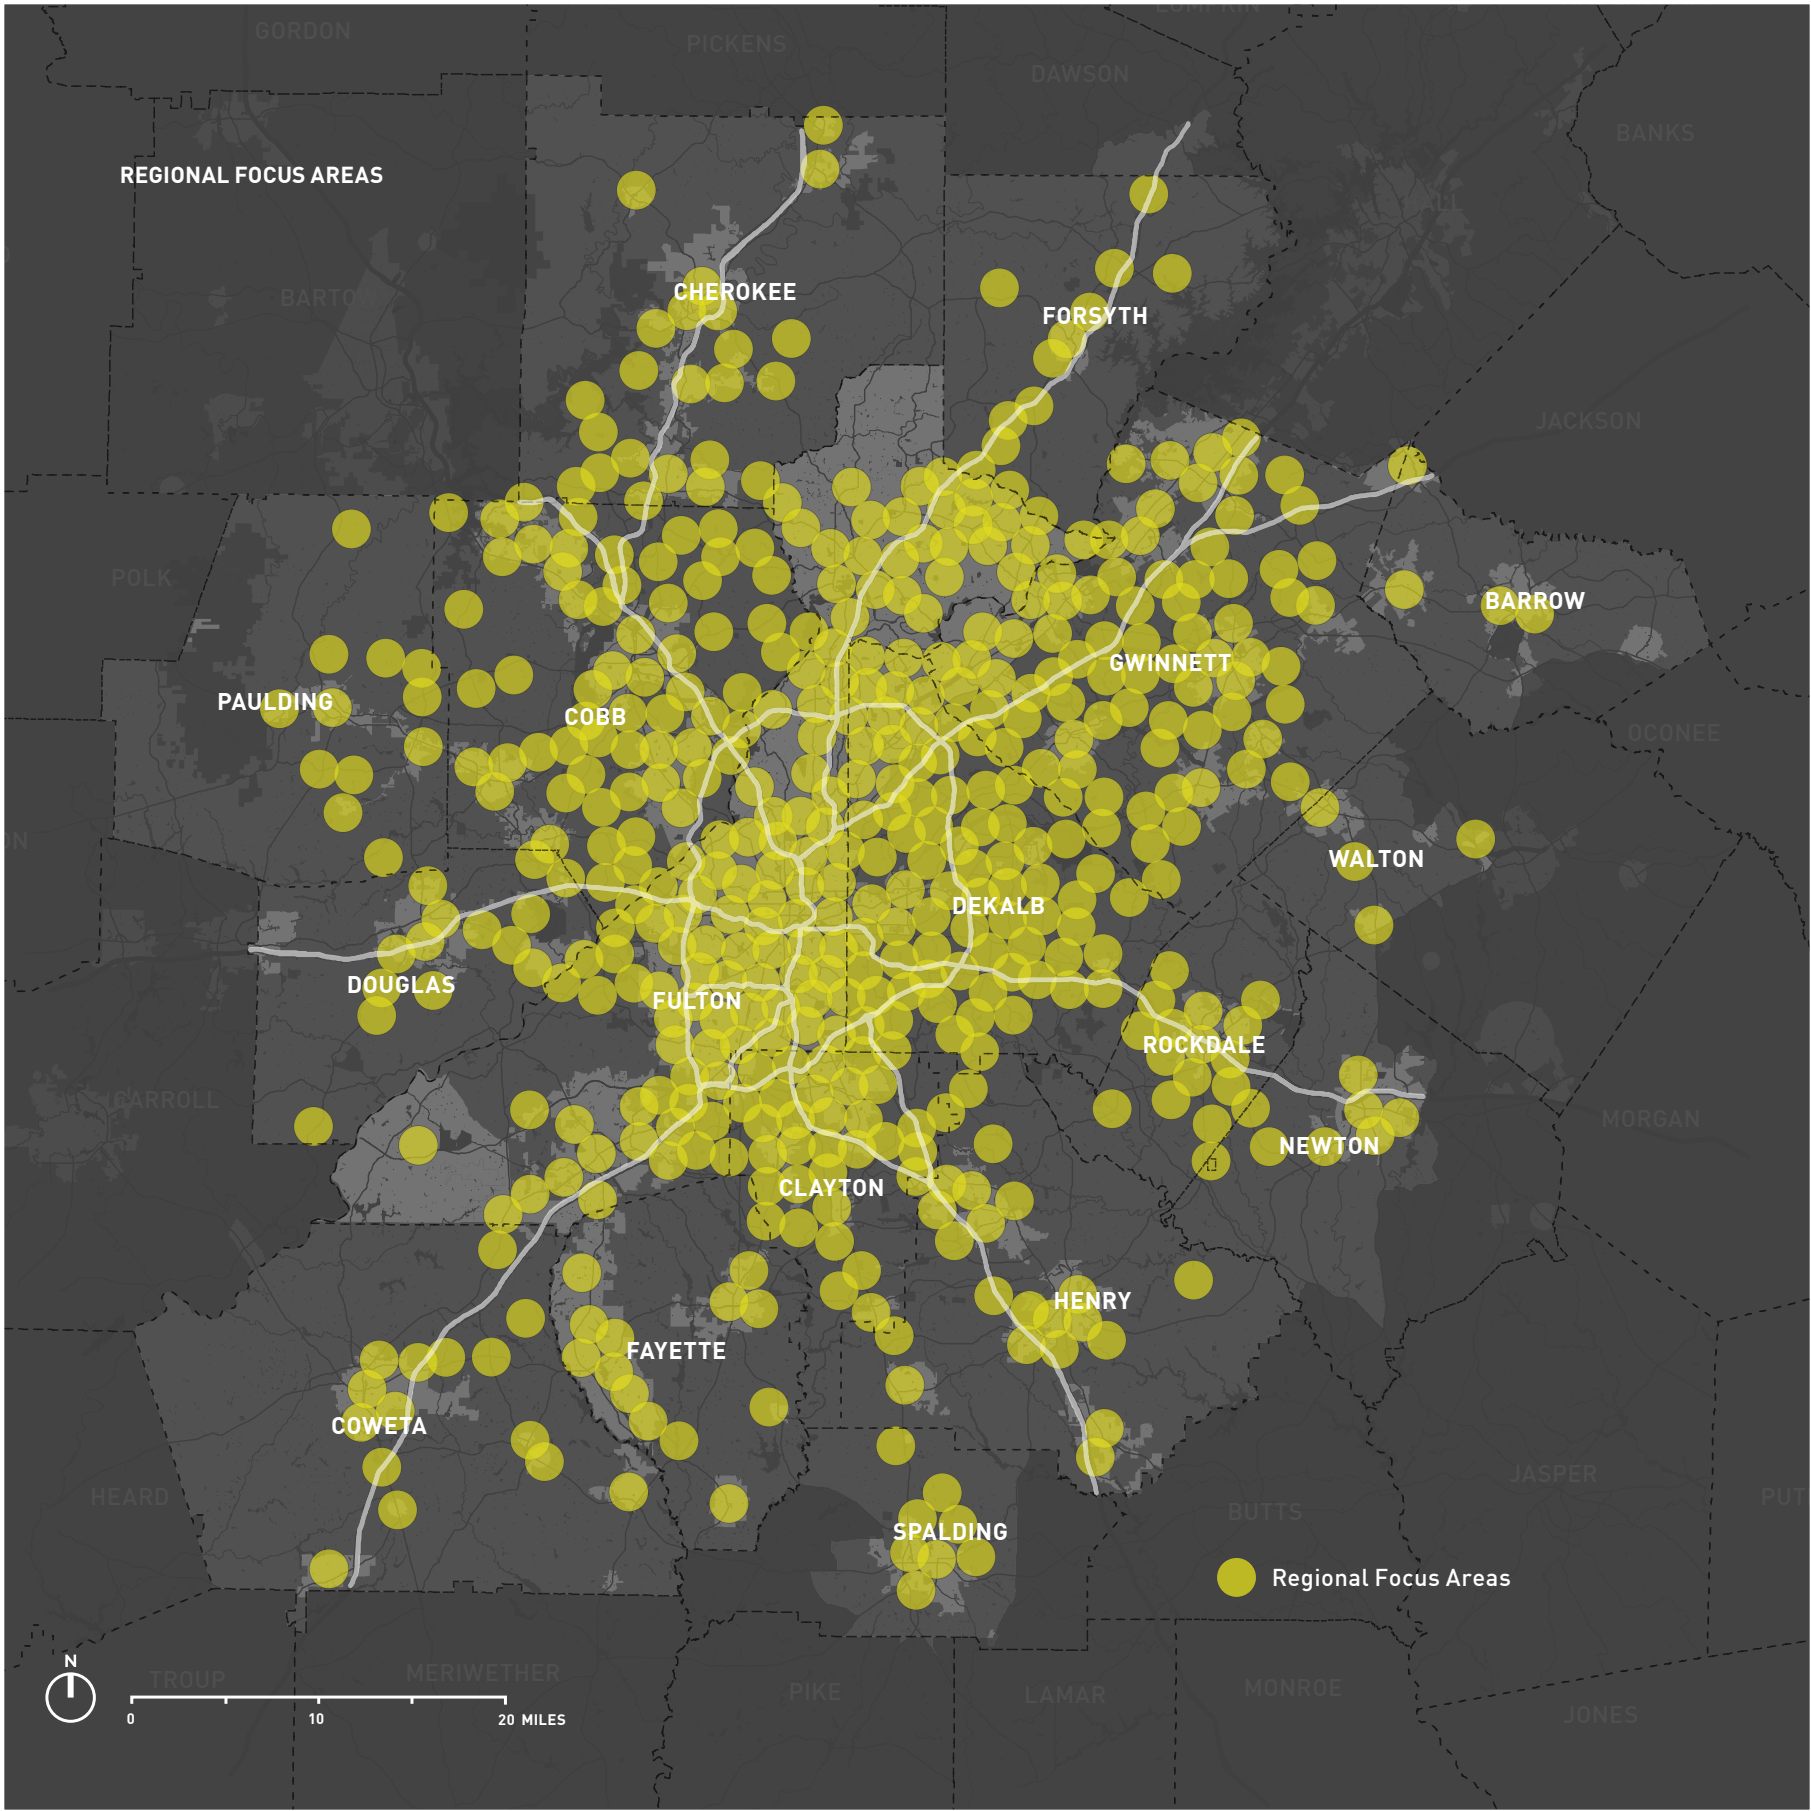 LUMPKIN
GORDON
PICKENS
DAWSON
BANKS
REGIONAL FOCUS AREAS
HALL
CHEROKEE
BARTOW
FORSYTH
JACKSON
POLK
BARROW
GWINNETT
PAULDING
COBB
OCONEE
WALTON
DEKALB
DOUGLAS
FULTON
ROCKDALE
CARROLL
MORGAN
NEWTON
CLAYTON
HENRY
FAYETTE
COWETA
JASPER
HEARD
BUTTS
SPALDING
Regional Focus Areas
N
TROUP
MERIWETHER
PIKE
LAMAR
MONROE
JONES
0 10 20 MILES